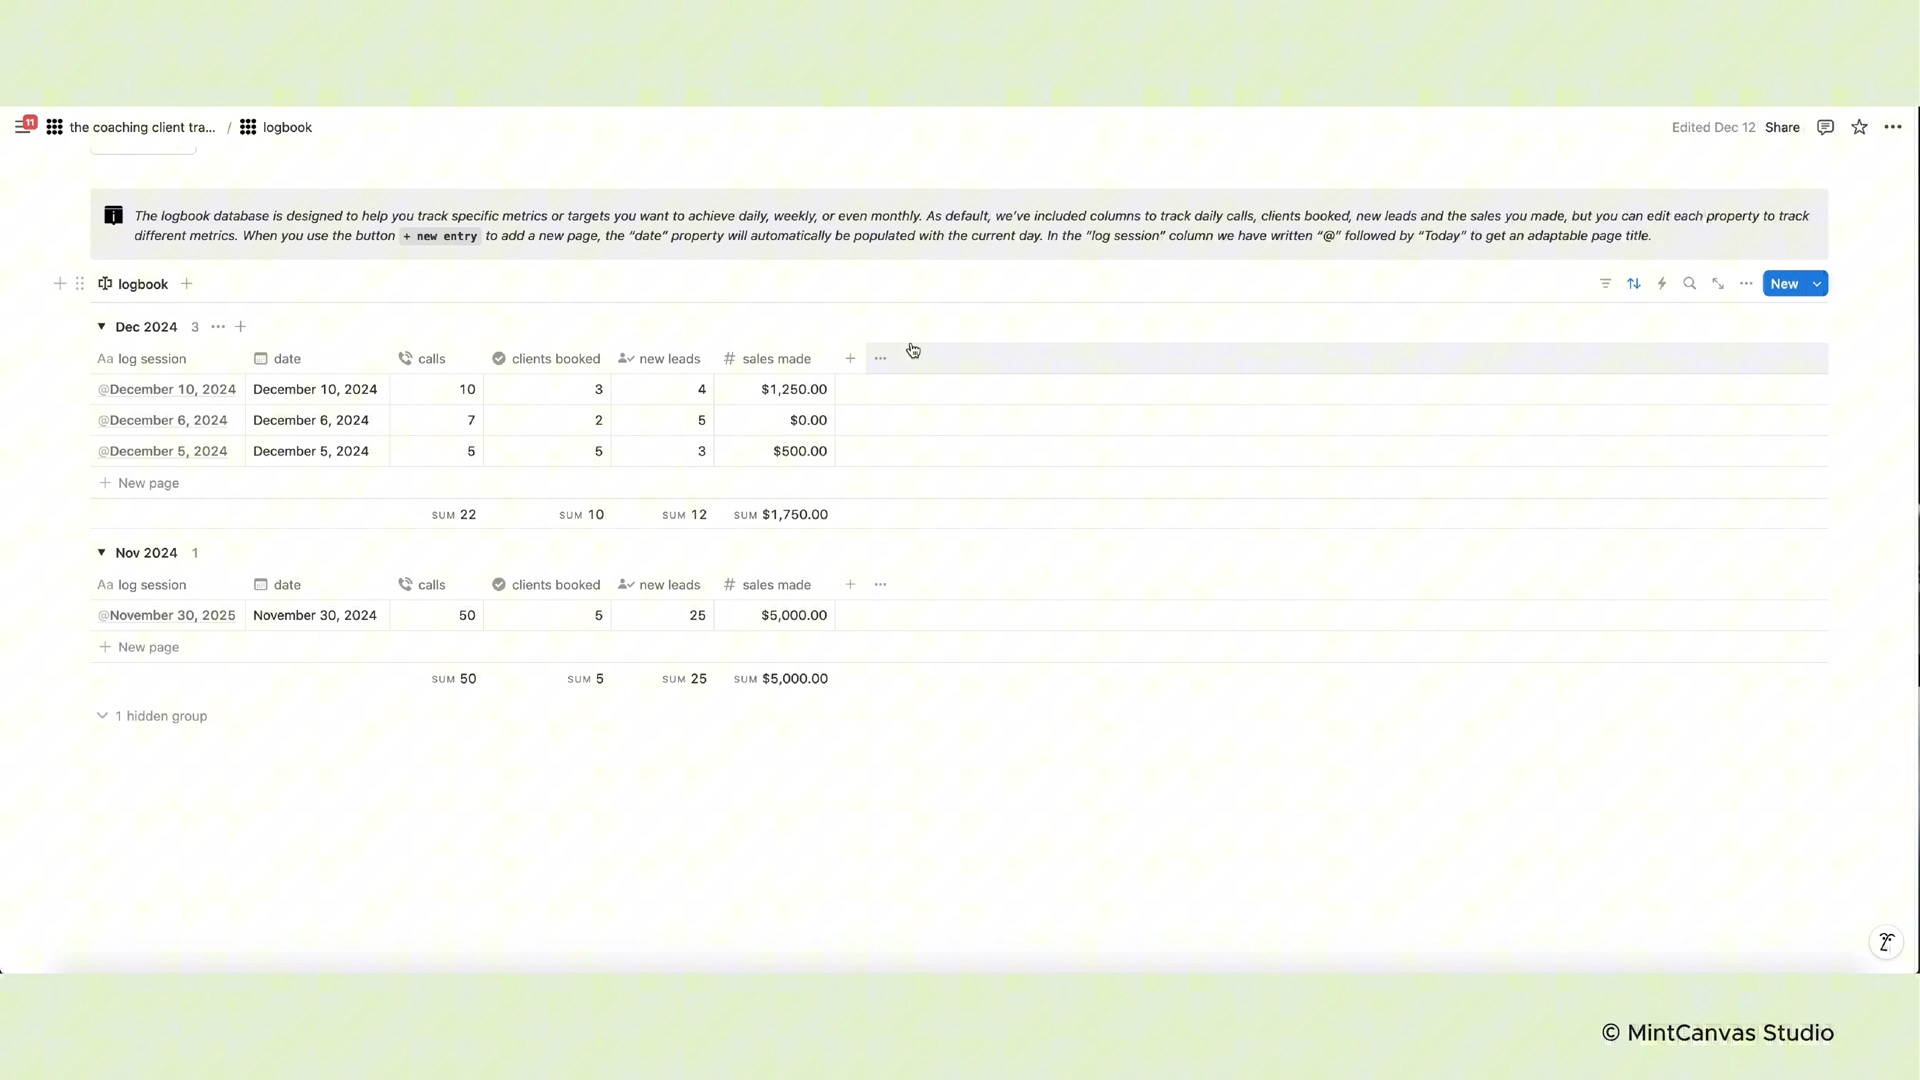 11 the coaching client tra... / logbook Edited Dec 12 Share
The logbook database is designed to help you track specific metrics or targets you want to achieve daily, weekly, or even monthly. As default, we’ve included columns to track daily calls, clients booked, new leads and the sales you made, but you can edit each property to track
different metrics. When you use the button + new entry to add a new page, the “date” property will automatically be populated with the current day. In the “log session” column we have written “@” followed by “Today” to get an adaptable page title.
logbook New
Dec 2024 3
Aa log session date calls clients booked new leads # sales made
@December 10, 2024 December 10, 2024 10 3 4 $1,250.00
@December 6, 2024 December 6, 2024 7 2 5 $0.00
@December 5, 2024 December 5, 2024 5 5 3 $500.00
+ New page
SUM 22 SUM 10 SUM 12 SUM $1,750.00
Nov 2024 1
Aa log session date calls clients booked new leads # sales made
@November 30, 2025 November 30, 2024 50 5 25 $5,000.00
+ New page
SUM 50 SUM 5 SUM 25 SUM $5,000.00
1 hidden group
© MintCanvas Studio